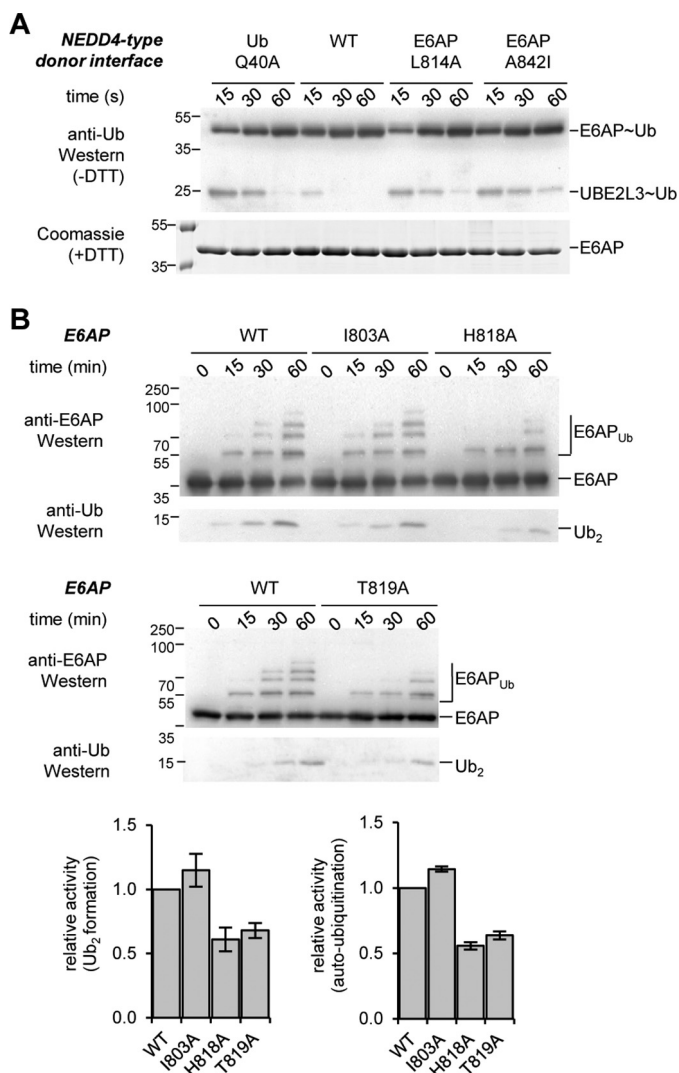 A
NEDD4-type donor interface
Ub Q40A
WT
E6AP L814A
E6AP A842I
time (s)
15 30 60 15 30 60 15 30 60 15 30 60
anti-Ub Western (-DTT)
55
35
25
E6AP~Ub
UBE2L3~Ub
Coomassie (+DTT)
55
35
E6AP
B
E6AP
WT
I803A
H818A
time (min)
0 15 30 60 0 15 30 60 0 15 30 60
anti-E6AP Western
250
100
70
55
35
E6APUb
E6AP
anti-Ub Western
15
Ub2
E6AP
WT
T819A
time (min)
0 15 30 60 0 15 30 60
anti-E6AP Western
250
100
70
55
E6APUb
E6AP
anti-Ub Western
35
15
Ub2
relative activity (Ub2 formation)
1.5
1.0
0.5
0.0
WT
I803A
H818A
T819A
relative activity (auto-ubiquitination)
1.5
1.0
0.5
0.0
WT
I803A
H818A
T819A